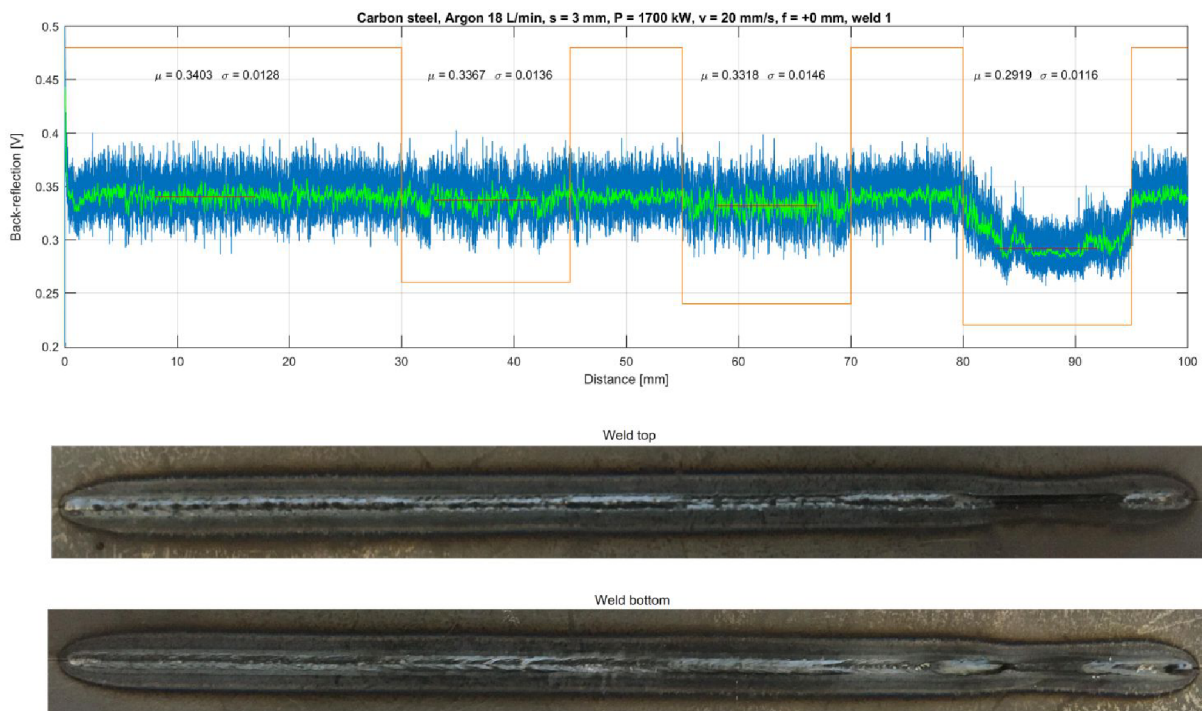 Carbon steel, Argon 18 L/min, s = 3 mm, P = 1700 kW, v = 20 mm/s, f = +0 mm, weld 1
0.5
0.45
0.4
0.35
0.3
0.25
0.2
Back-reflection [V]
μ = 0.3403 σ = 0.0128
μ = 0.3367 σ = 0.0136
μ = 0.3318 σ = 0.0146
μ = 0.2919 σ = 0.0116
0 10 20 30 40 50 60 70 80 90 100
Distance [mm]
Weld top
Weld bottom